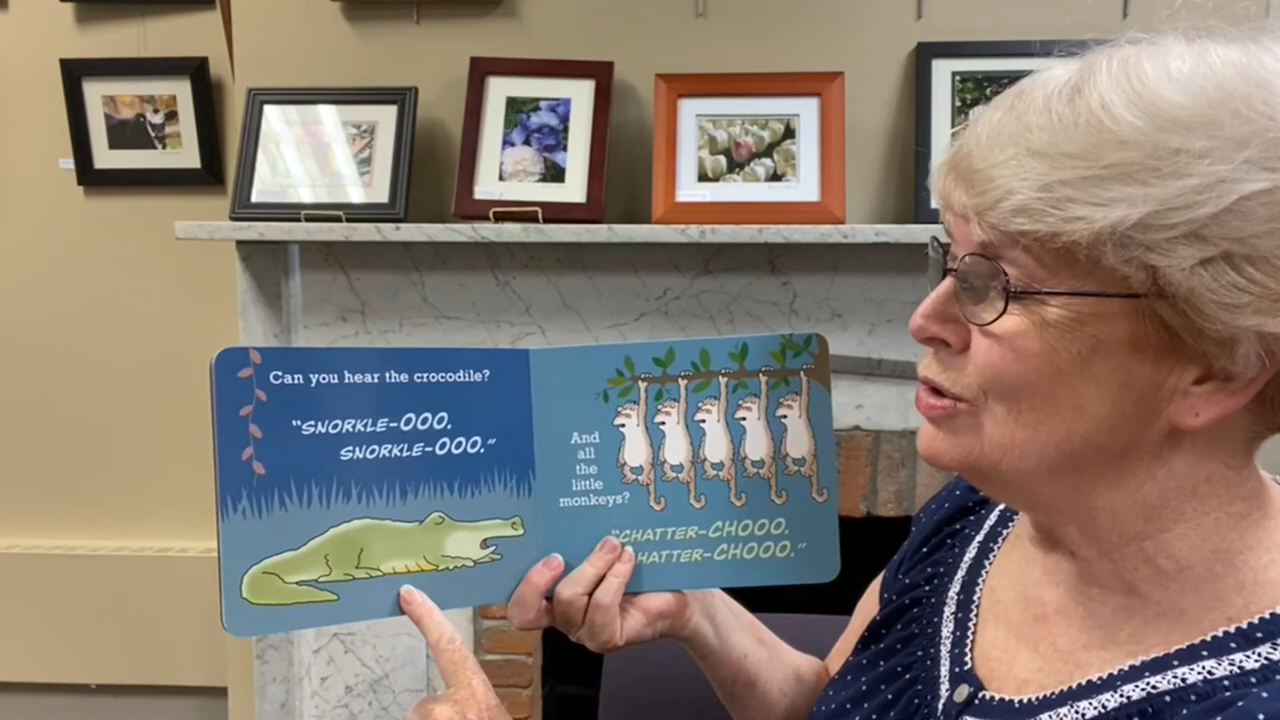 Can you hear the crocodile?
"SNORKLE-OOO,
SNORKLE-OOO."
And
all
the
little
monkeys?
"CHATTER-CHOOO,
CHATTER-CHOOO."